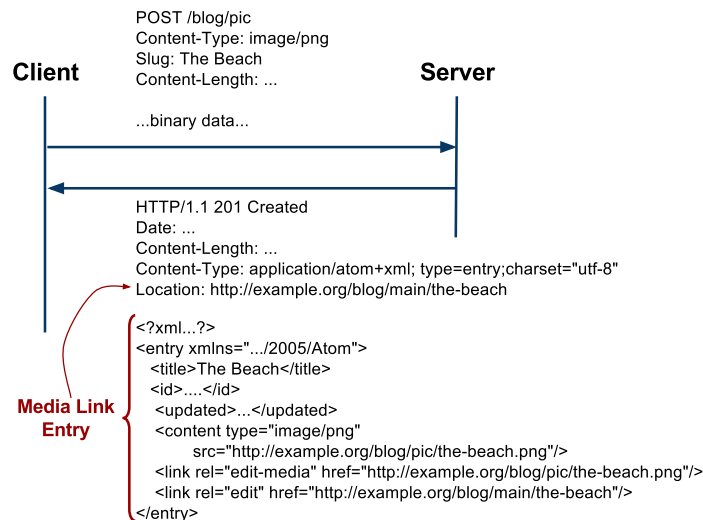 POST /blog/pic
Content-Type: image/png
Slug: The Beach
Content-Length: ...
Client
Server
...binary data...
HTTP/1.1 201 Created
Date: ...
Content-Length: ...
Content-Type: application/atom+xml; type=entry;charset="utf-8"
Location: http://example.org/blog/main/the-beach
<?xml...?>
<entry xmlns=".../2005/Atom">
<title>The Beach</title>
<id>....</id>
<updated>...</updated>
<content type="image/png"
src="http://example.org/blog/pic/the-beach.png"/>
<link rel="edit-media" href="http://example.org/blog/pic/the-beach.png"/>
<link rel="edit" href="http://example.org/blog/main/the-beach"/>
</entry>
Media Link
Entry